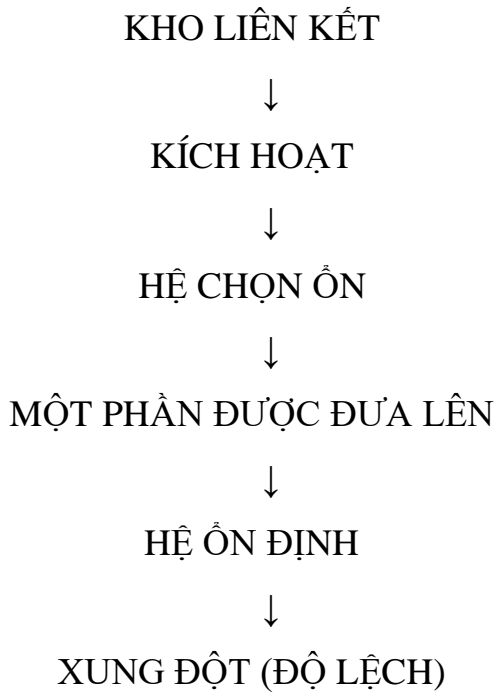 KHO LIÊN KẾT
↓
KÍCH HOẠT
↓
HỆ CHỌN ỔN
↓
MỘT PHẦN ĐƯỢC ĐƯA LÊN
↓
HỆ ỔN ĐỊNH
↓
XUNG ĐỘT (ĐỘ LỆCH)